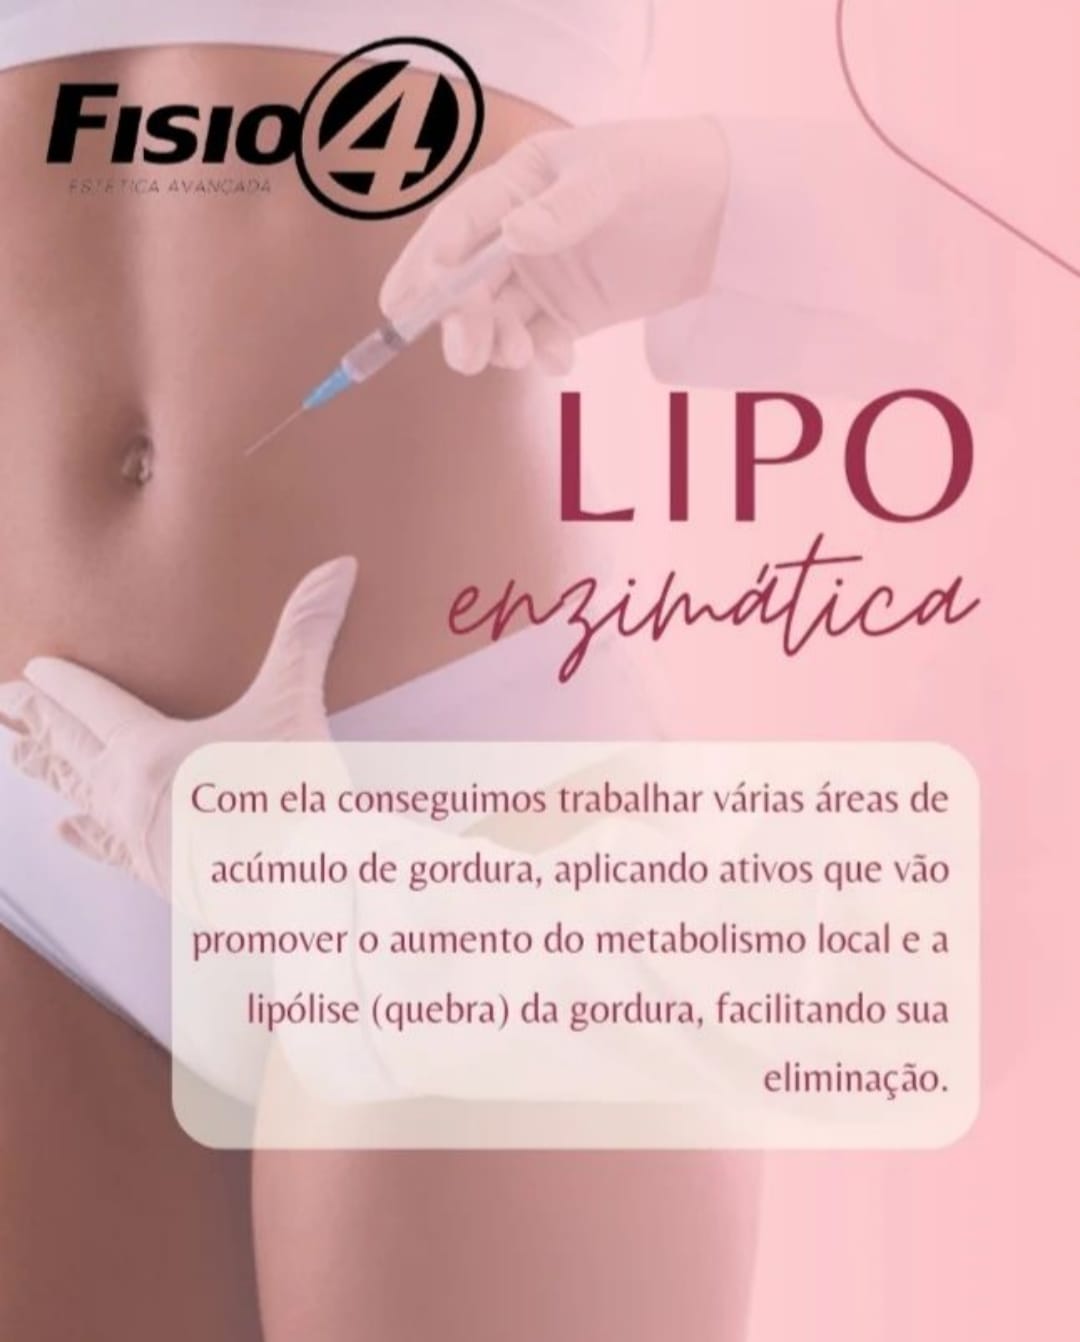 FISIO4
ESTÉTICA AVANÇADA
LIPO
enzimática
Com ela conseguimos trabalhar várias áreas de
acúmulo de gordura, aplicando ativos que vão
promover o aumento do metabolismo local e a
lipólise (quebra) da gordura, facilitando sua
eliminação.